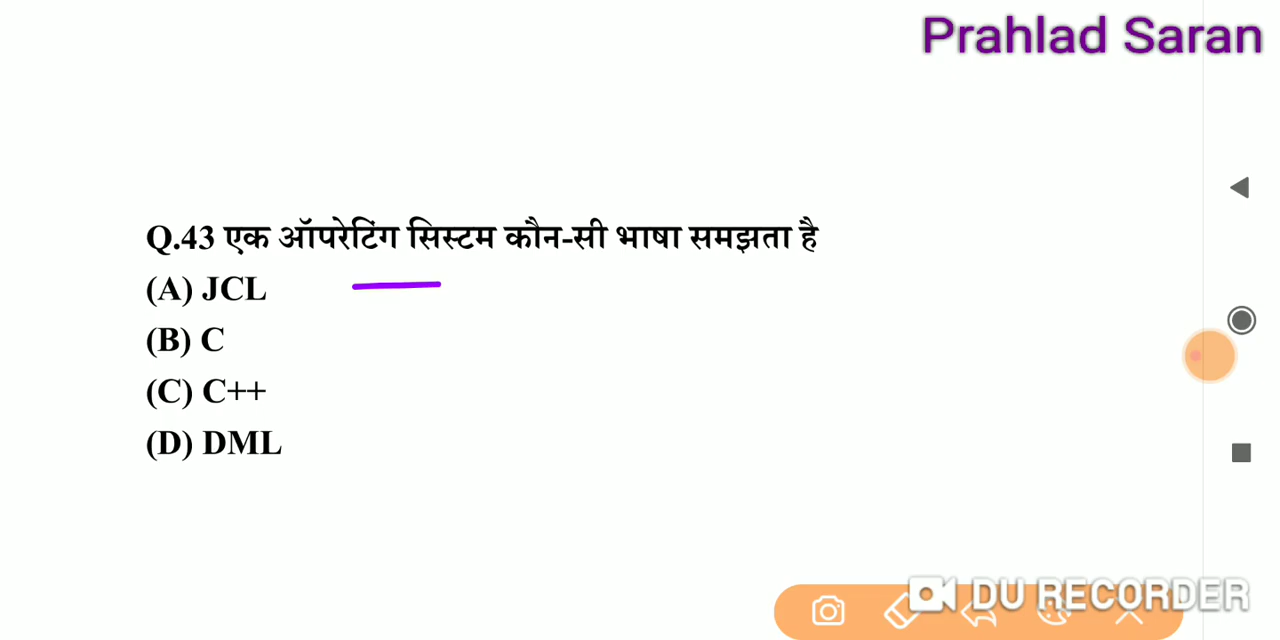 Prahlad Saran
Q.43 एक ऑपरेटिंग सिस्टम कौन-सी भाषा समझता है
(A) JCL
(B) C
(C) C++
(D) DML
DU RECORDER